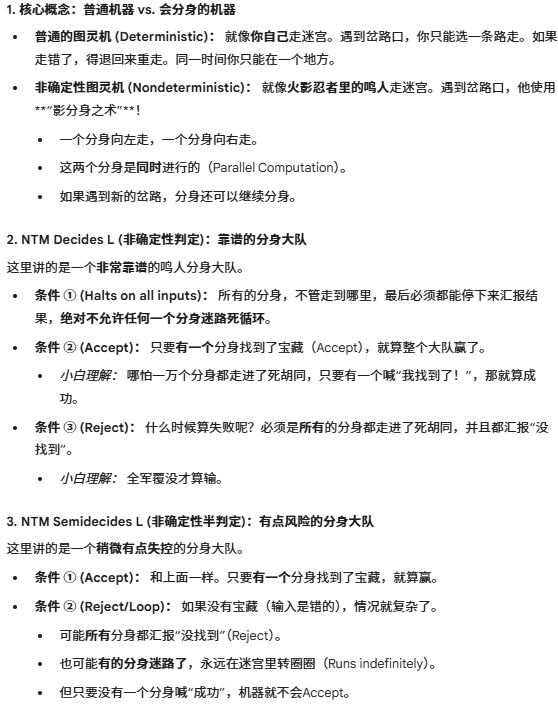 1. 核心概念：普通机器 vs. 会分身的机器
• 普通的图灵机 (Deterministic)： 就像你自己走迷宫。遇到岔路口，你只能选一条路走。如果
走错了，得退回来重走。同一时间你只能在一个地方。
• 非确定性图灵机 (Nondeterministic)： 就像火影忍者里的鸣人走迷宫。遇到岔路口，他使用
**“影分身之术”**！
• 一个分身向左走，一个分身向右走。
• 这两个分身是同时进行的（Parallel Computation）。
• 如果遇到新的岔路，分身还可以继续分身。
2. NTM Decides L (非确定性判定)：靠谱的分身大队
这里讲的是一个非常靠谱的鸣人分身大队。
• 条件 ① (Halts on all inputs)： 所有的分身，不管走到哪里，最后必须都能停下来汇报结
果，绝对不允许任何一个分身迷路死循环。
• 条件 ② (Accept)： 只要有一个分身找到了宝藏（Accept），就算整个大队赢了。
• 小白理解： 哪怕一万个分身都走进了死胡同，只要有一个喊“我找到了！”，那就算成
功。
• 条件 ③ (Reject)： 什么时候算失败呢？必须是所有的分身都走进了死胡同，并且都汇报“没
找到”。
• 小白理解： 全军覆没才算输。
3. NTM Semidecides L (非确定性半判定)：有点风险的分身大队
这里讲的是一个稍微有点失控的分身大队。
• 条件 ① (Accept)： 和上面一样。只要有一个分身找到了宝藏，就算赢。
• 条件 ② (Reject/Loop)： 如果没有宝藏（输入是错的），情况就复杂了。
• 可能所有分身都汇报“没找到”（Reject）。
• 也可能有的分身迷路了，永远在迷宫里转圈圈（Runs indefinitely）。
• 但只要没有一个分身喊“成功”，机器就不会Accept。